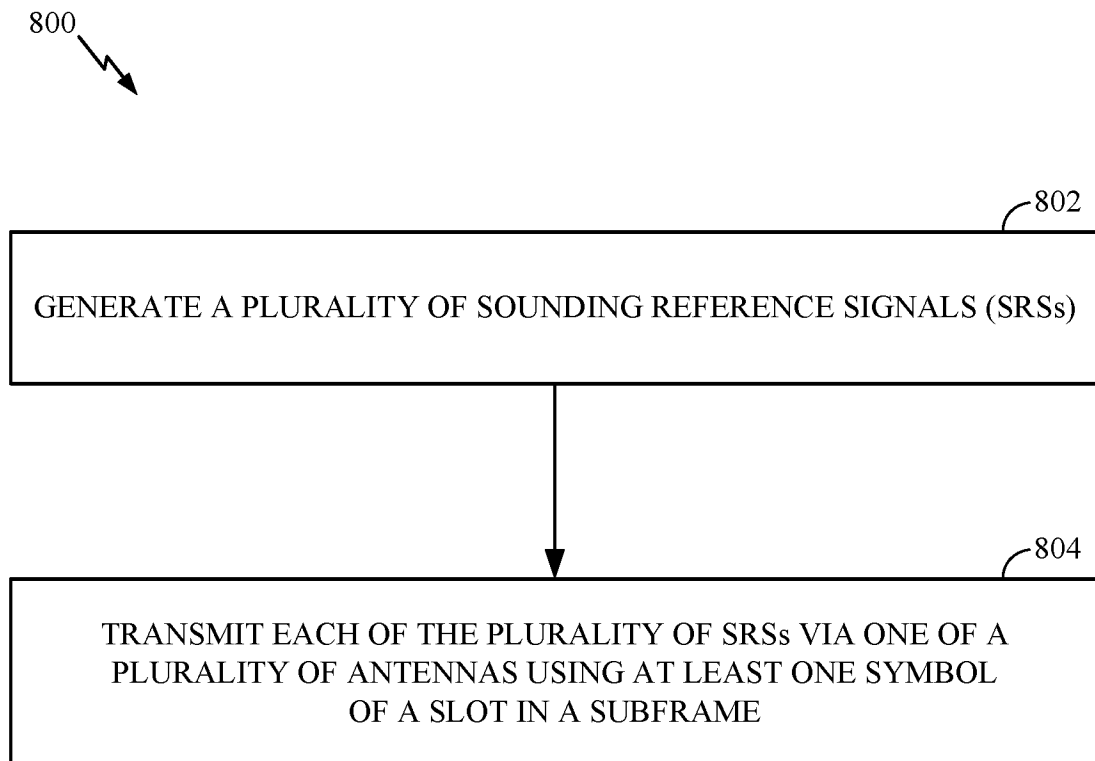 800
802
GENERATE A PLURALITY OF SOUNDING REFERENCE SIGNALS (SRSs)
804
TRANSMIT EACH OF THE PLURALITY OF SRSs VIA ONE OF A
PLURALITY OF ANTENNAS USING AT LEAST ONE SYMBOL
OF A SLOT IN A SUBFRAME